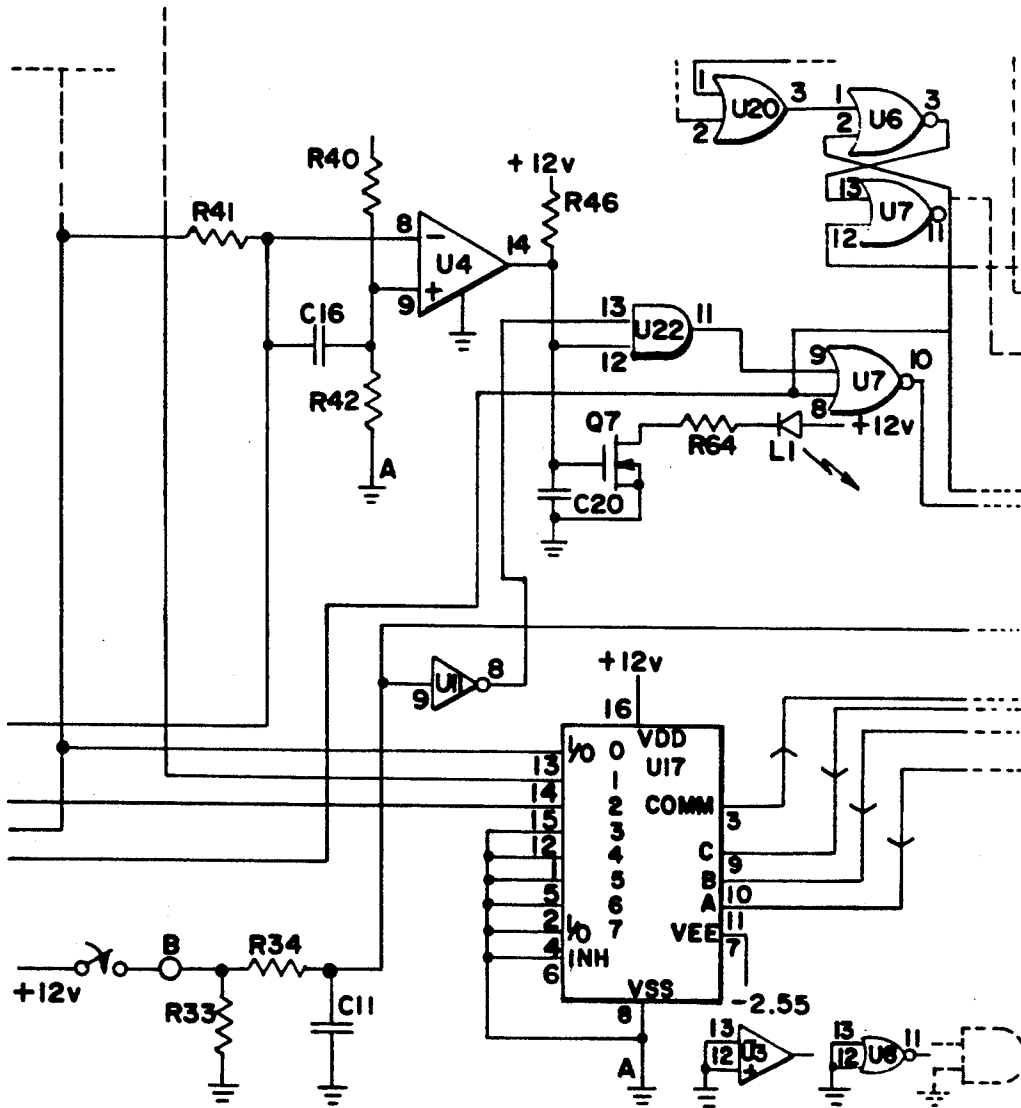 1
U20
3
2
1
3
2
U6
R40
+12v
R46
R41
13
U7
12
11
8
−
14
U4
9
+
C16
13
11
U22
12
9
10
U7
8
R42
Q7
+12v
R64
L1
A
C20
+12v
8
U1
9
16
VDD
I/O 0
U17
13
1
14
2
COMM
15
3
3
12
4
C
9
1
5
B
10
5
6
A
11
2
I/O 7
VEE
7
4
INH
6
B
R34
+12v
VSS
-2.55
R33
C11
8
13
U3
12
+
13
U8
11
12
A